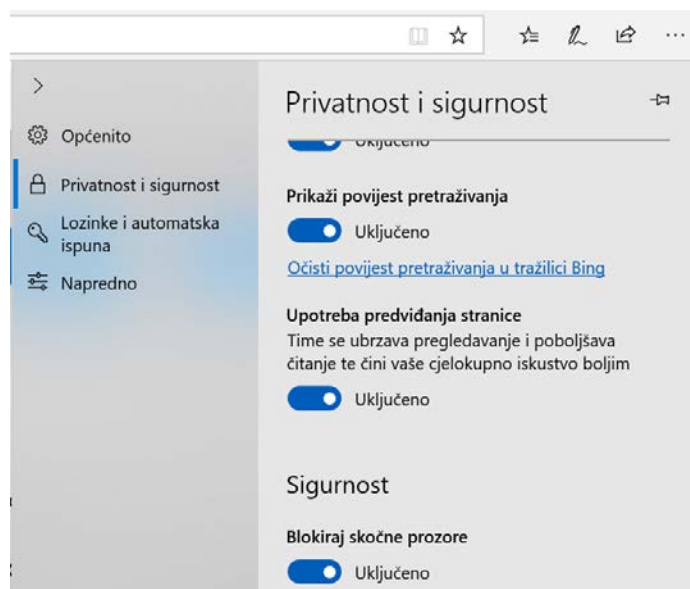 Privatnost i sigurnost
Općenito
Uključeno
Privatnost i sigurnost
Lozinke i automatska
ispuna
Napredno
Prikaži povijest pretraživanja
Uključeno
Očisti povijest pretraživanja u tražilici Bing
Upotreba predviđanja stranice
Time se ubrzava pregledavanje i poboljšava
čitanje te čini vaše cjelokupno iskustvo boljim
Uključeno
Sigurnost
Blokiraj skočne prozore
Uključeno